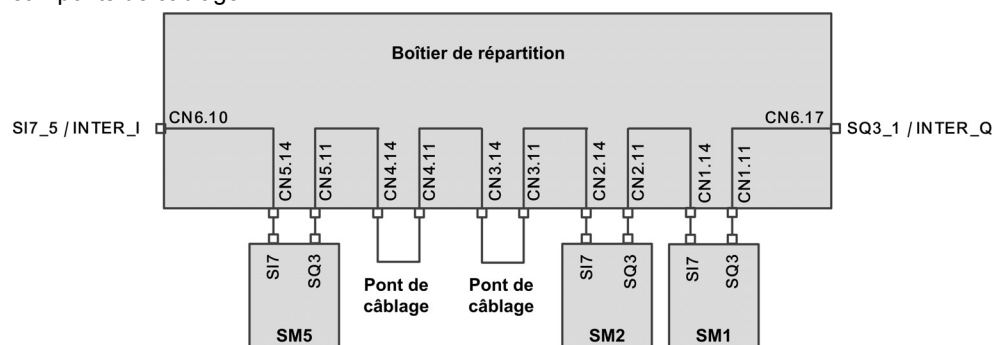 Boîtier de répartition
SI7_5 / INTER_I
CN6.10
CN6.17
SQ3_1 / INTER_Q
CN5.14
CN5.11
CN4.14
CN4.11
CN3.14
CN3.11
CN2.14
CN2.11
CN1.14
CN1.11
SI7
SQ3
SM5
Pont de
câblage
Pont de
câblage
SI7
SQ3
SM2
SI7
SQ3
SM1